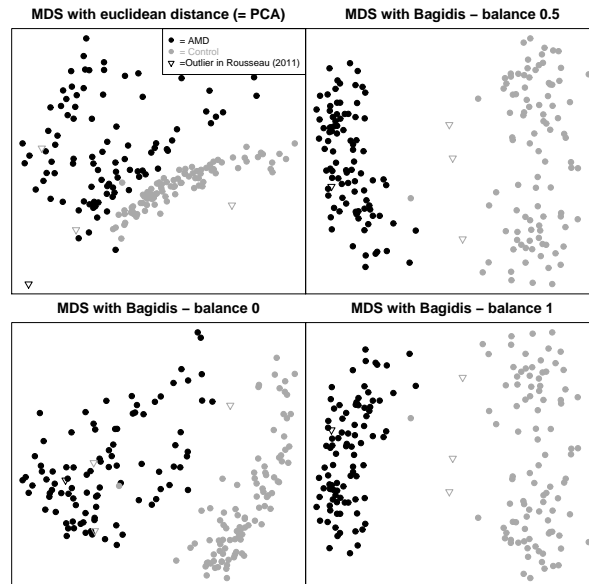 MDS with euclidean distance (= PCA)
= AMD
= Control
=Outlier in Rousseau (2011)
MDS with Bagidis − balance 0.5
MDS with Bagidis − balance 0
MDS with Bagidis − balance 1